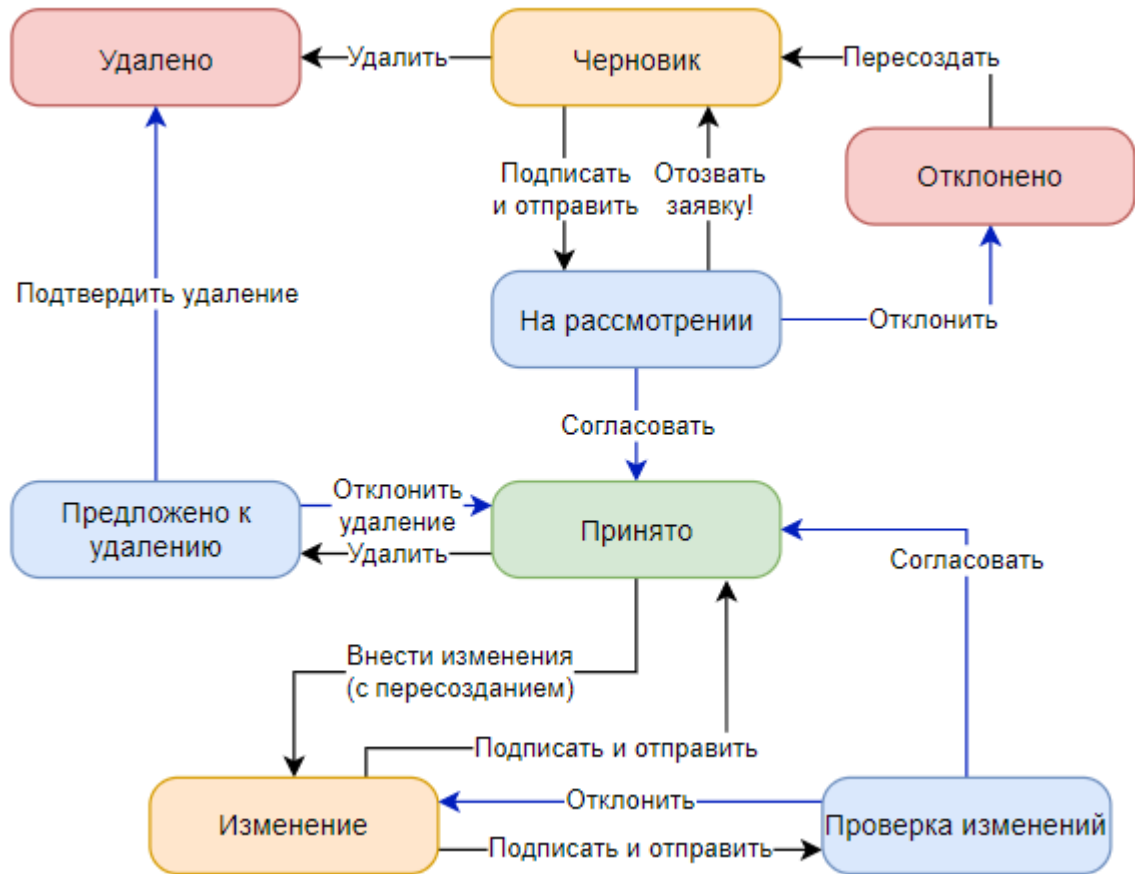 Удалено
Удалить
Черновик
Пересоздать
Подписать
и отправить
Отозвать
заявку!
Отклонено
Подтвердить удаление
На рассмотрении
Отклонить
Согласовать
Предложено к
удалению
Отклонить
удаление
Удалить
Принято
Согласовать
Внести изменения
(с пересозданием)
Подписать и отправить
Изменение
Отклонить
Подписать и отправить
Проверка изменений